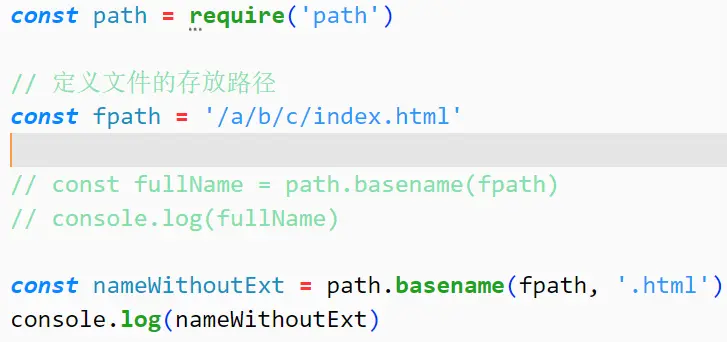 const path = require('path')
// 定义文件的存放路径
const fpath = '/a/b/c/index.html'
// const fullName = path.basename(fpath)
// console.log(fullName)
const nameWithoutExt = path.basename(fpath, '.html')
console.log(nameWithoutExt)